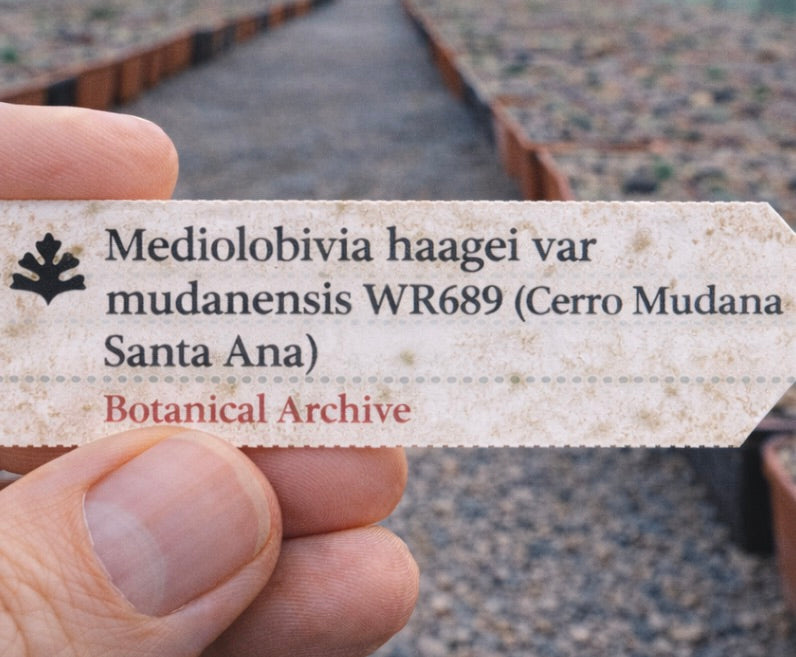 Mediolobivia haagei var
mudanensis WR689 (Cerro Mudana
Santa Ana)
Botanical Archive